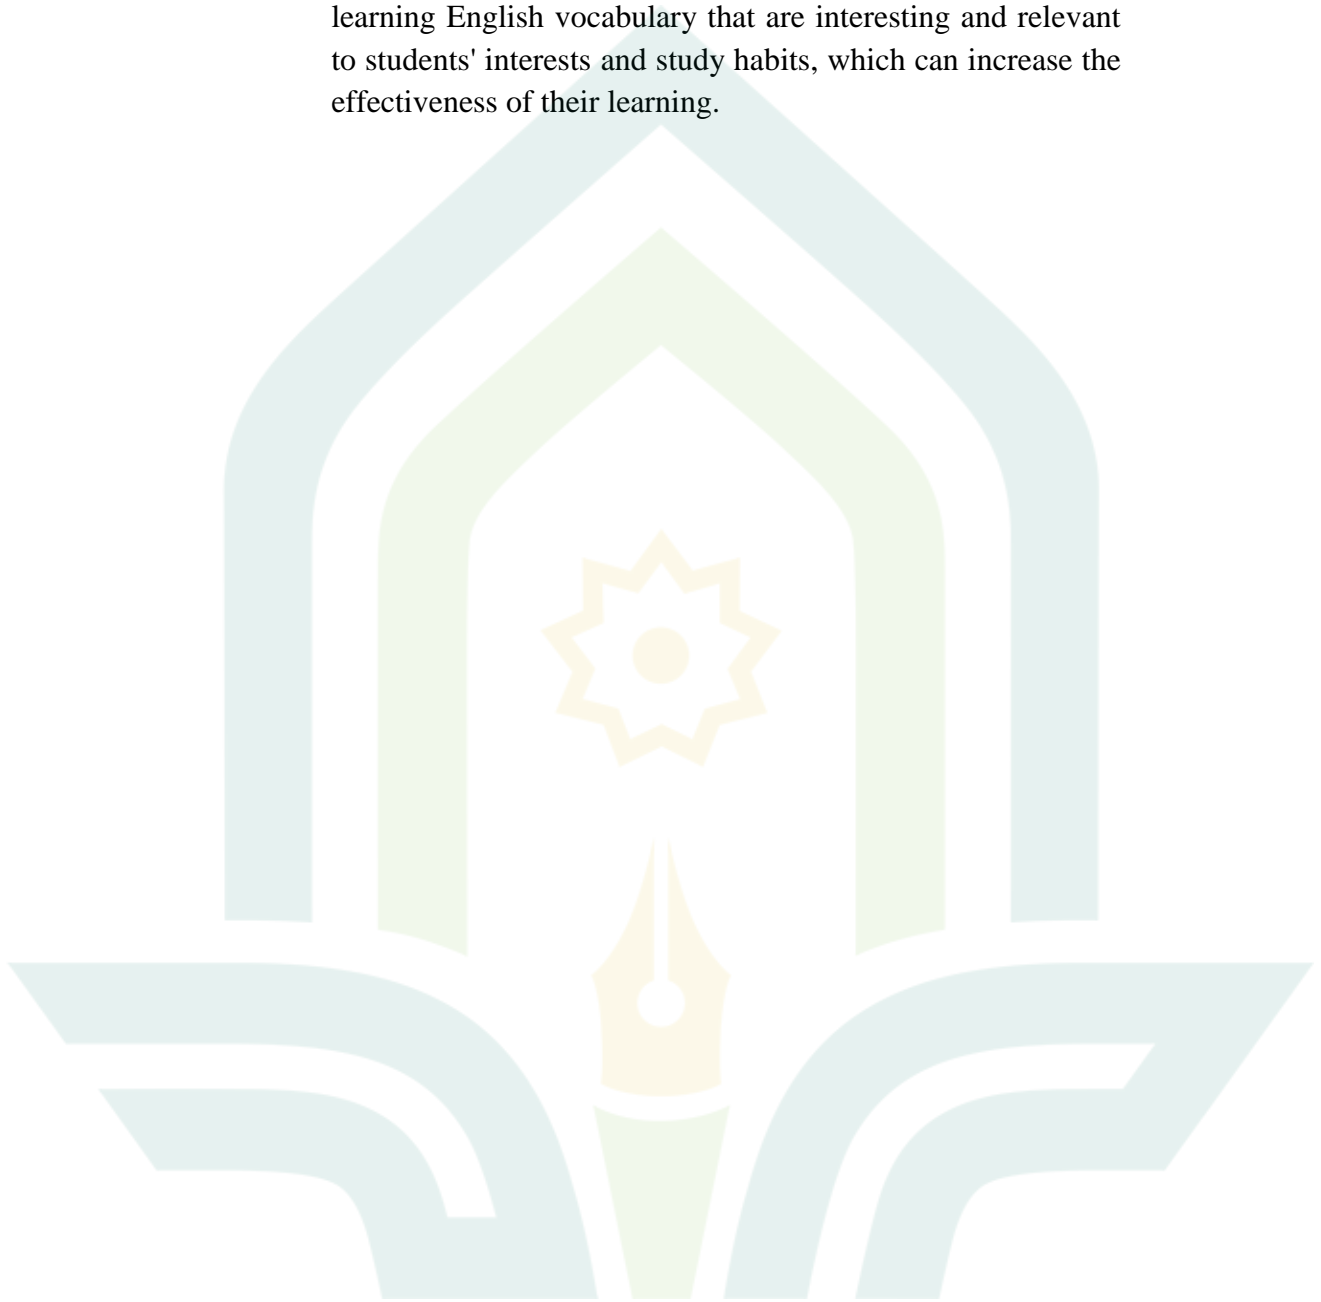 learning English vocabulary that are interesting and relevant
to students' interests and study habits, which can increase the
effectiveness of their learning.